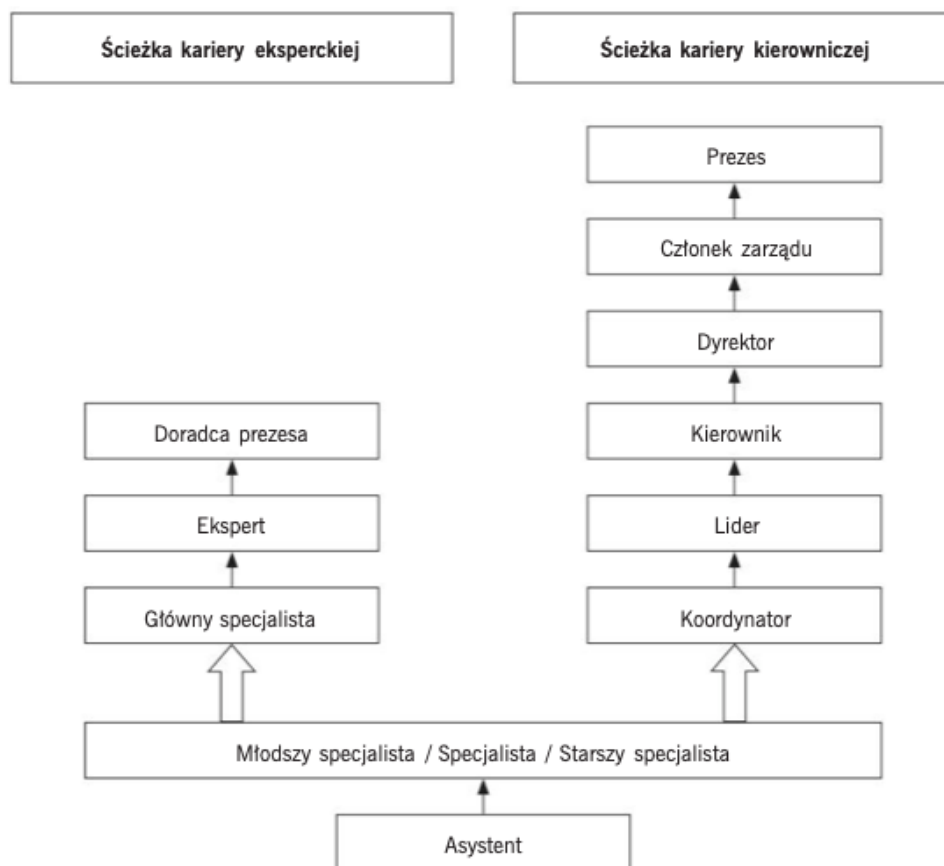 Ścieżka kariery eksperckiej
Ścieżka kariery kierowniczej
Prezes
Członek zarządu
Dyrektor
Doradca prezesa
Kierownik
Ekspert
Lider
Główny specjalista
Koordynator
Młodszy specjalista / Specjalista / Starszy specjalista
Asystent